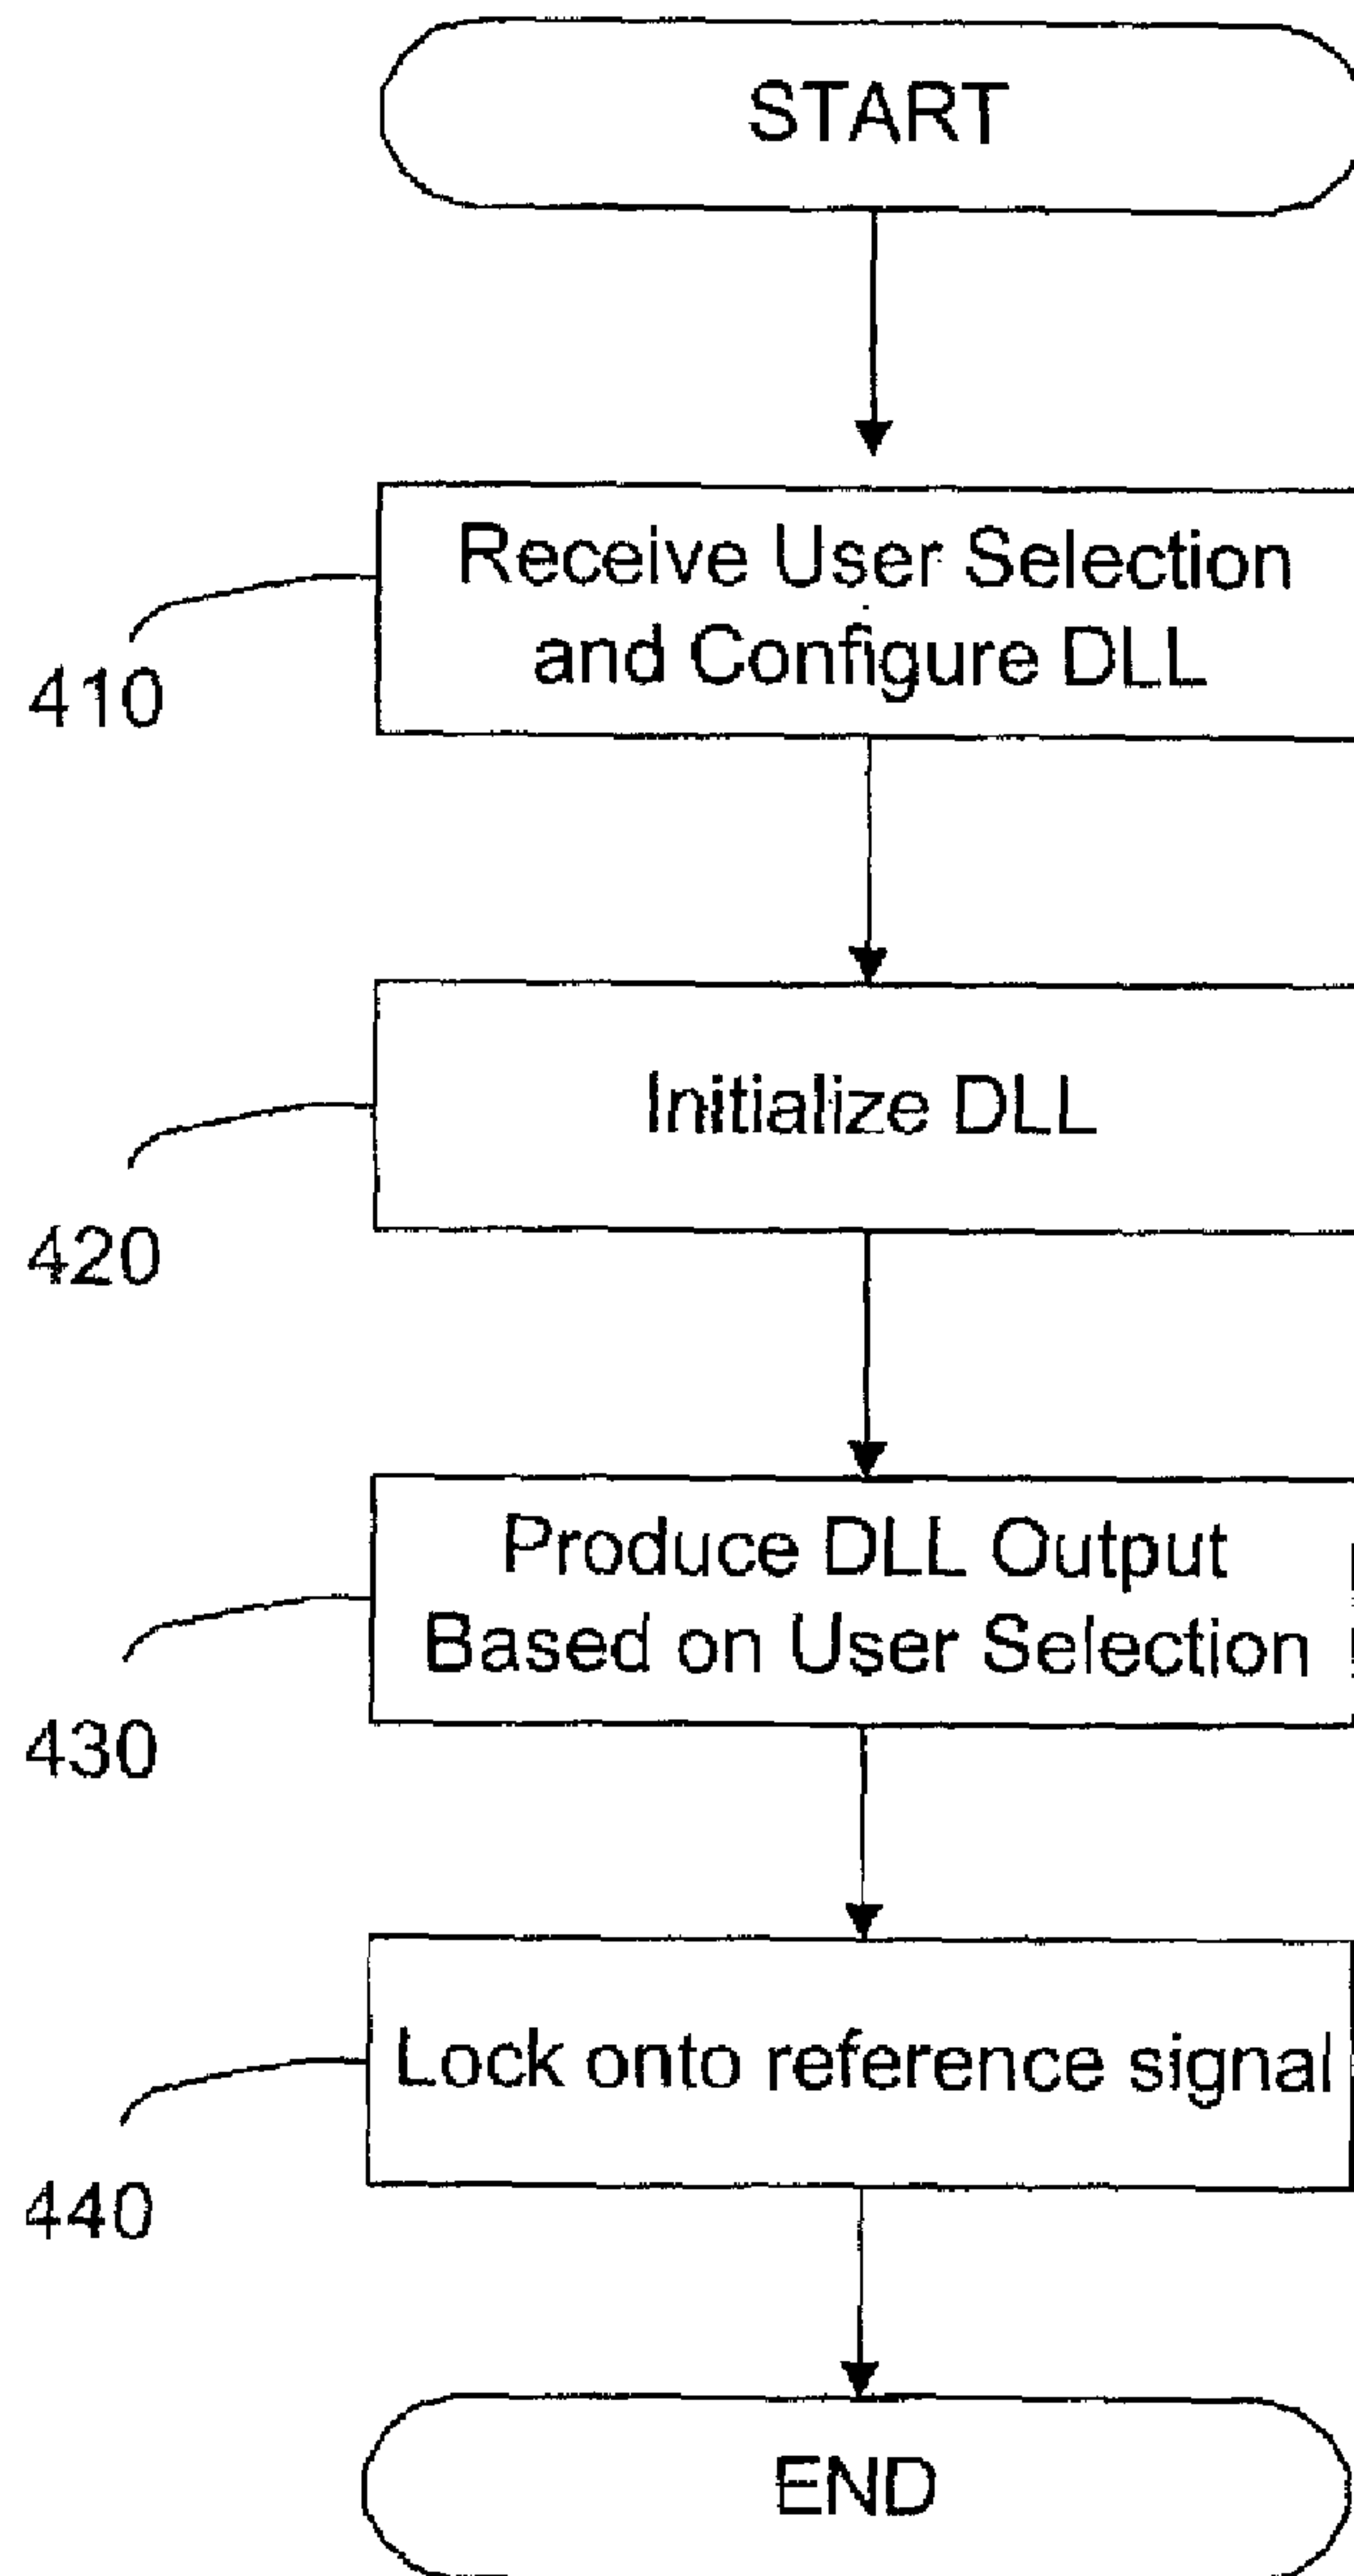 START
Receive User Selection
and Configure DLL
410
Initialize DLL
420
Produce DLL Output
Based on User Selection
430
Lock onto reference signal
440
END